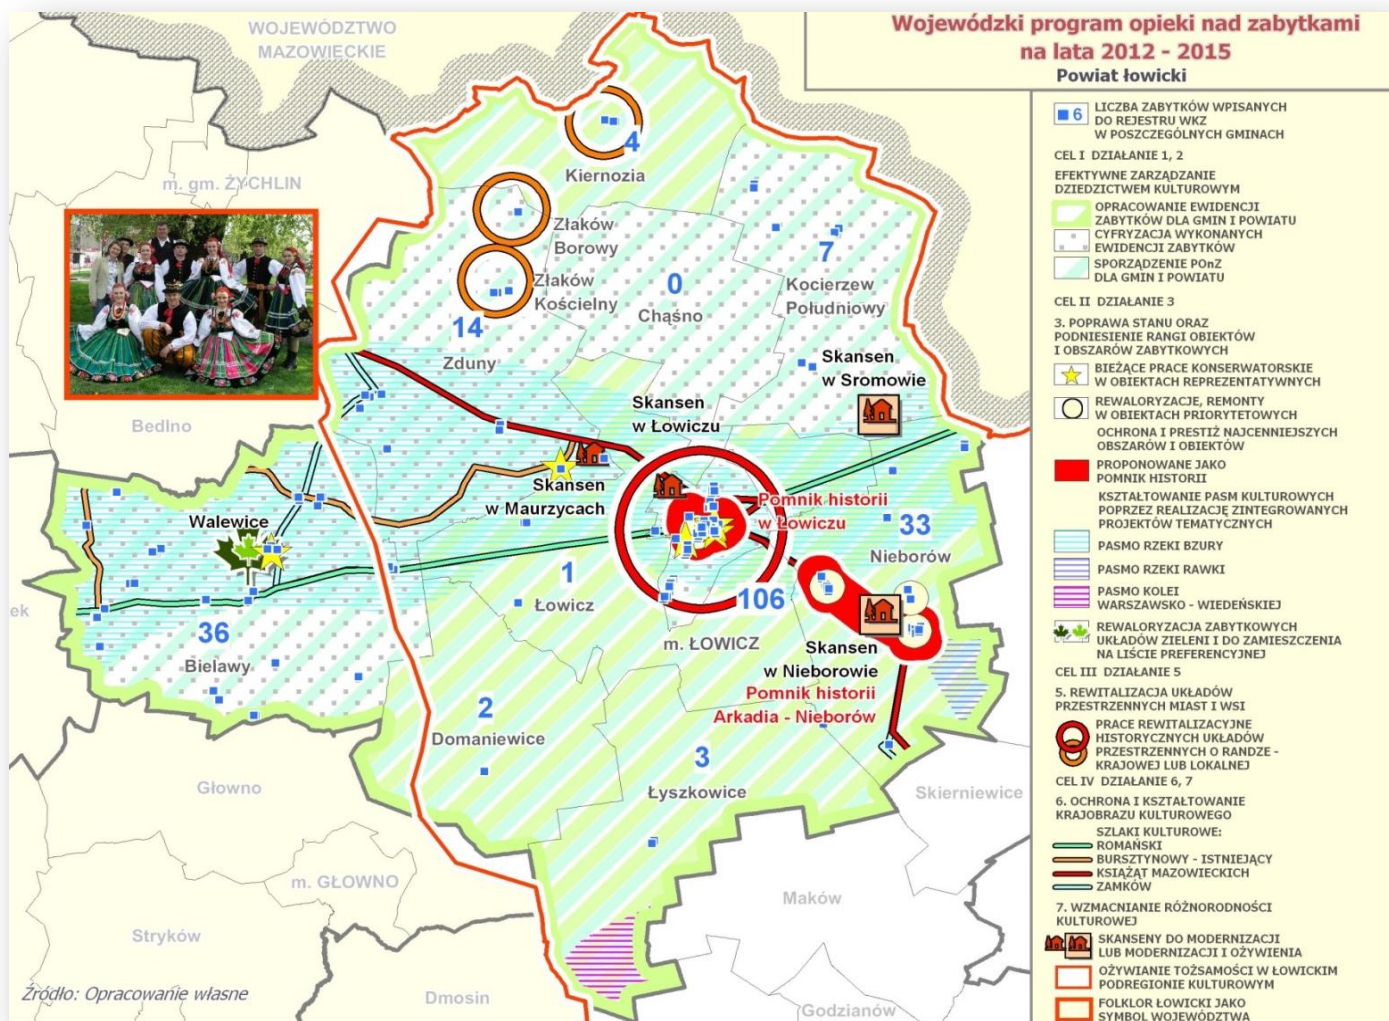 Wojewódzki program opieki nad zabytkami
na lata 2012 - 2015
Powiat łowicki
WOJEWÓDZTWO
MAZOWIECKIE
m. gm. ŻYCHLIN
4
Kiernozia
Złaków
Borowy
Złaków
Kościelny
7
Kocierzew
Południowy
0
Chąśno
14
Zduny
Skansen
w Sromowie
Skansen
w Łowiczu
Bedlno
Skansen
w Maurzycach
Pomnik historii
w Łowiczu
Walewice
33
Nieborów
1
Łowicz
106
m. ŁOWICZ
ek
36
Bielawy
Skansen
w Nieborowie
Pomnik historii
Arkadia - Nieborów
2
Domaniewice
3
Łyszkowice
Głowno
Skierniewice
m. GŁOWNO
Maków
Stryków
Dmosin
Godzianów
Źródło: Opracowanie własne
6
LICZBA ZABYTKÓW WPISANYCH
DO REJESTRU WKZ
W POSZCZEGÓLNYCH GMINACH
CEL I DZIAŁANIE 1, 2
EFEKTYWNE ZARZĄDZANIE
DZIEDZICTWEM KULTUROWYM
OPRACOWANIE EWIDENCJI
ZABYTKÓW DLA GMIN I POWIATU
CYFRYZACJA WYKONANYCH
EWIDENCJI ZABYTKÓW
SPORZĄDZENIE POnZ
DLA GMIN I POWIATU
CEL II DZIAŁANIE 3
3. POPRAWA STANU ORAZ
PODNIESIENIE RANGI OBIEKTÓW
I OBSZARÓW ZABYTKOWYCH
BIEŻĄCE PRACE KONSERWATORSKIE
W OBIEKTACH REPREZENTATYWNYCH
REWALORYZACJE, REMONTY
W OBIEKTACH PRIORYTETOWYCH
OCHRONA I PRESTIŻ NAJCENNIEJSZYCH
OBSZARÓW I OBIEKTÓW
PROPONOWANE JAKO
POMNIK HISTORII
KSZTAŁTOWANIE PASM KULTUROWYCH
POPRZEZ REALIZACJĘ ZINTEGROWANYCH
PROJEKTÓW TEMATYCZNYCH
PASMO RZEKI BZURY
PASMO RZEKI RAWKI
PASMO KOLEI
WARSZAWSKO - WIEDEŃSKIEJ
REWALORYZACJA ZABYTKOWYCH
UKŁADÓW ZIELENI I DO ZAMIESZCZENIA
NA LIŚCIE PREFERENCYJNEJ
CEL III DZIAŁANIE 5
5. REWITALIZACJA UKŁADÓW
PRZESTRZENNYCH MIAST I WSI
PRACE REWITALIZACYJNE
HISTORYCZNYCH UKŁADÓW
PRZESTRZENNYCH O RANDZE -
KRAJOWEJ LUB LOKALNEJ
CEL IV DZIAŁANIE 6, 7
6. OCHRONA I KSZTAŁTOWANIE
KRAJOBRAZU KULTUROWEGO
SZLAKI KULTUROWE:
ROMAŃSKI
BURSZTYNOWY - ISTNIEJĄCY
KSIĄŻĄT MAZOWIECKICH
ZAMKÓW
7. WZMACNIANIE RÓŻNORODNOŚCI
KULTUROWEJ
SKANSENY DO MODERNIZACJI
LUB MODERNIZACJI I OŻYWIENIA
OŻYWIANIE TOŻSAMOŚCI W ŁOWICKIM
PODREGIONIE KULTUROWYM
FOLKLOR ŁOWICKI JAKO
SYMBOL WOJEWÓDZTWA